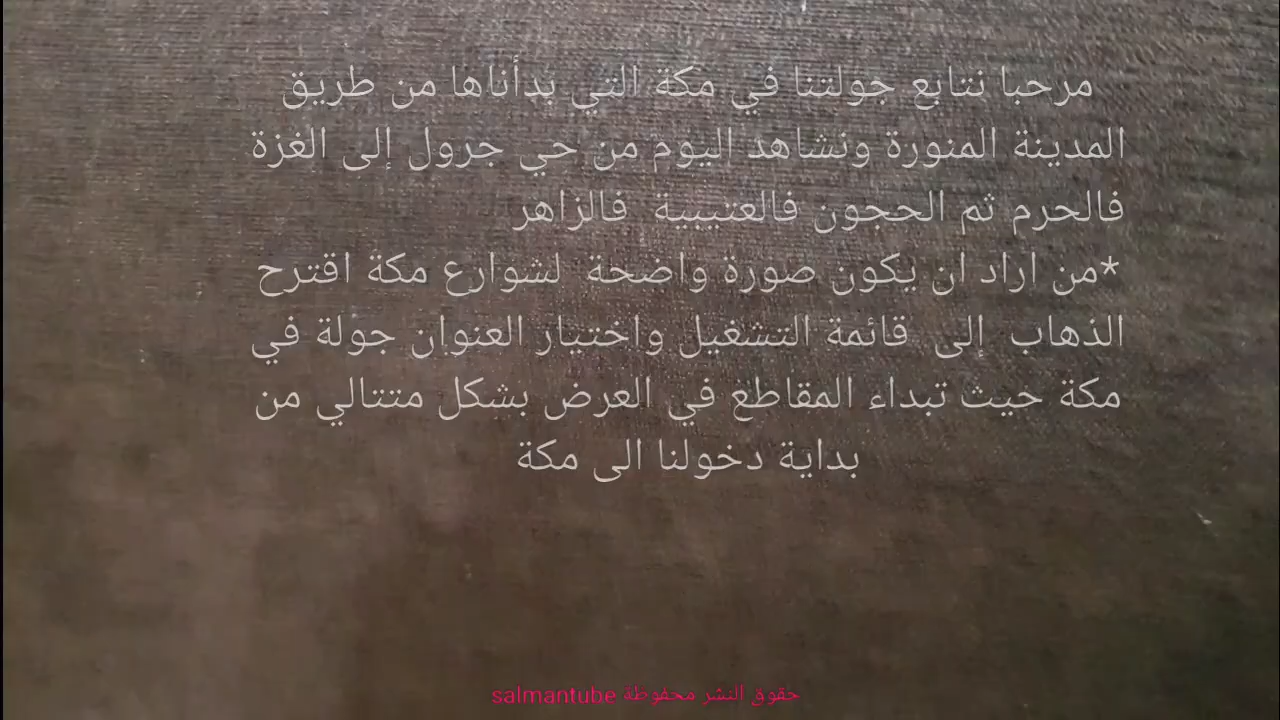 مرحبا نتابع جولتنا في مكة التي بدأناها من طريق
المدينة المنورة ونشاهد اليوم من حي جرول إلى الغزة
فالحرم ثم الحجون فالعتيبية فالزاهر
*من اراد ان يكون صورة واضحة لشوارع مكة اقترح
الذهاب إلى قائمة التشغيل واختيار العنوان جولة في
مكة حيث تبداء المقاطع في العرض بشكل متتالي من
بداية دخولنا الى مكة
حقوق النشر محفوطة salmantube